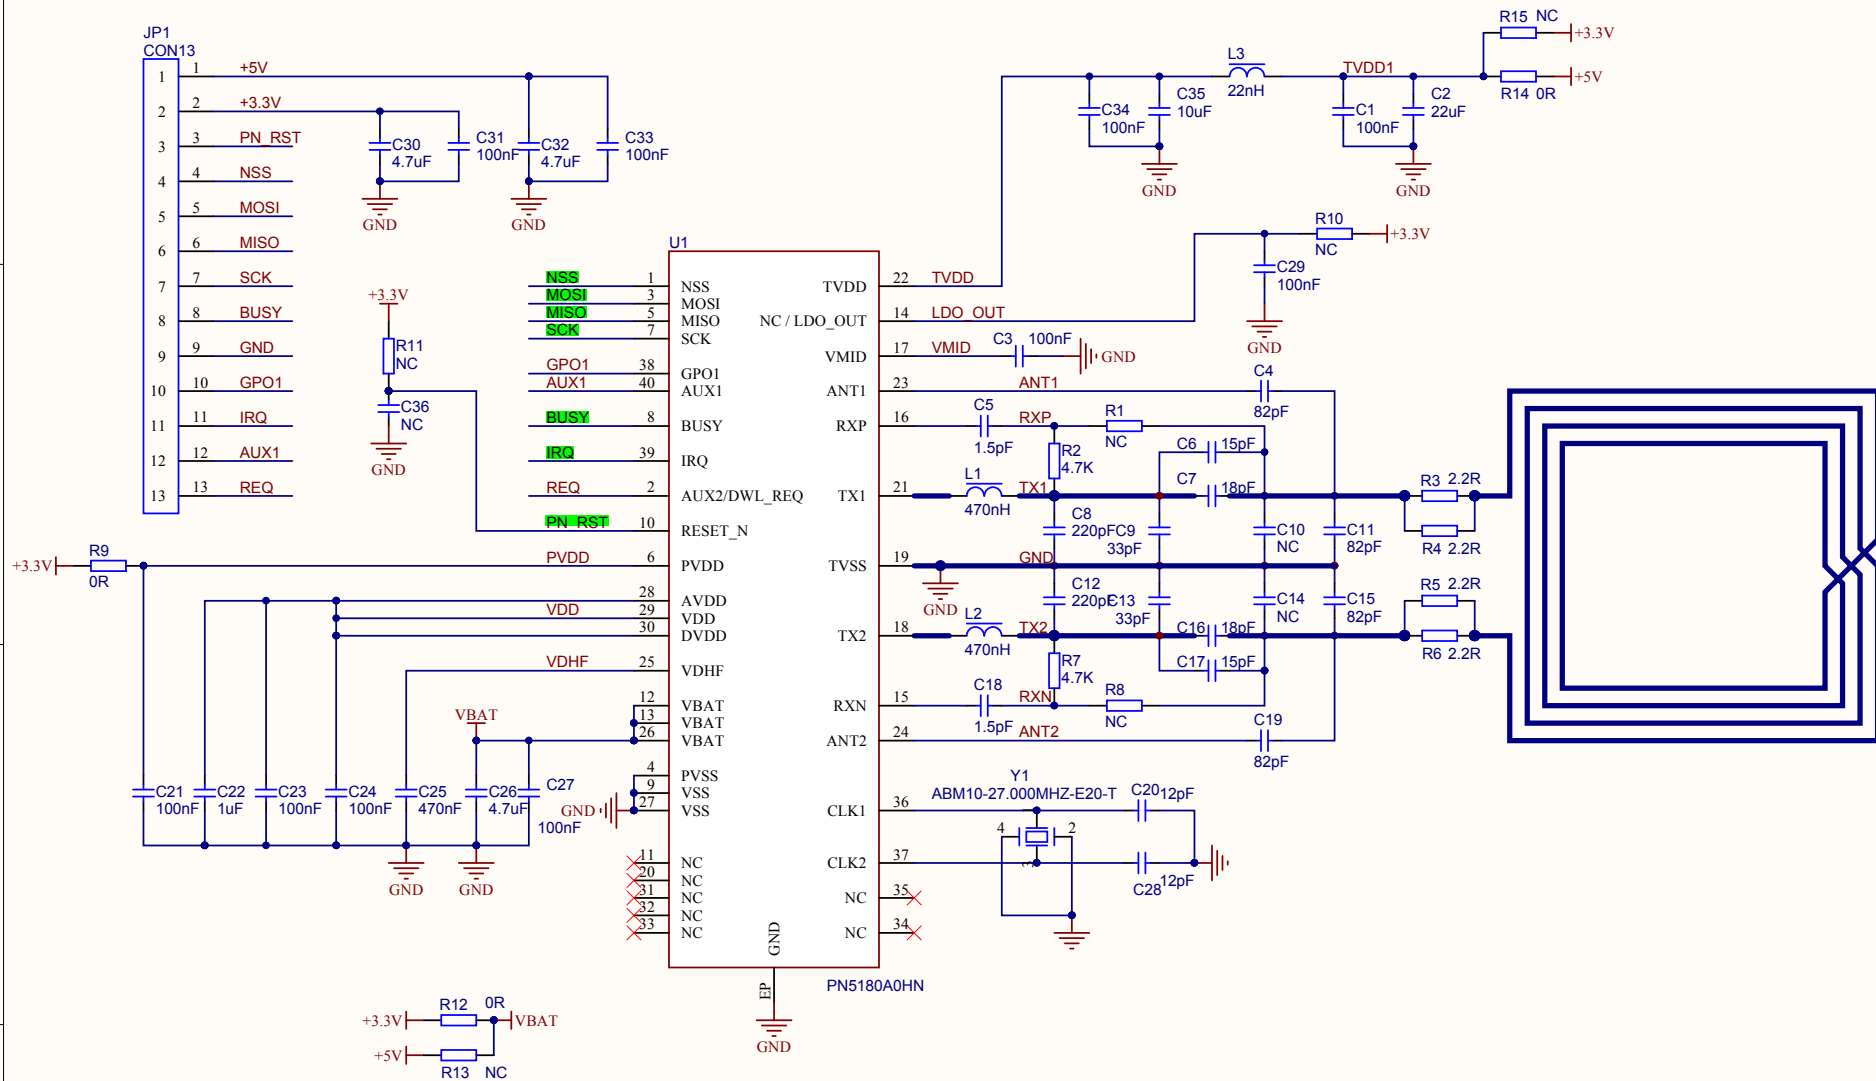 JP1
CON13
1 1 +5V
2 2 +3.3V
3 3 PN_RST
4 4 NSS
5 5 MOSI
6 6 MISO
7 7 SCK
8 8 BUSY
9 9 GND
10 10 GPO1
11 11 IRQ
12 12 AUX1
13 13 REQ
C30
4.7uF
C31
100nF
C32
4.7uF
C33
100nF
GND
GND
+3.3V
R11
NC
C36
NC
GND
+3.3V
R9
0R
C21
100nF
C22
1uF
C23
100nF
C24
100nF
C25
470nF
C26
4.7uF
C27
100nF
GND
GND
VBAT
GND
+3.3V
R12 0R
VBAT
+5V
R13 NC
U1
NSS 1 NSS
MOSI 3 MOSI
MISO 5 MISO
SCK 7 SCK
GPO1 38 GPO1
AUX1 40 AUX1
BUSY 8 BUSY
IRQ 39 IRQ
REQ 2 AUX2/DWL_REQ
PN_RST 10 RESET_N
PVDD 6 PVDD
28 AVDD
VDD 29 VDD
30 DVDD
VDHF 25 VDHF
12 VBAT
13 VBAT
26 VBAT
4 PVSS
9 VSS
27 VSS
11 NC
20 NC
31 NC
32 NC
33 NC
GND
EP
GND
PN5180A0HN
TVDD 22 TVDD
NC / LDO_OUT 14 LDO_OUT
VMID 17 VMID
ANT1 23 ANT1
RXP 16 RXP
TX1 21 TX1
TVSS 19 GND
TX2 18 TX2
RXN 15 RXN
ANT2 24 ANT2
CLK1 36
CLK2 37
NC 35
NC 34
C34
100nF
C35
10uF
GND
L3
22nH
TVDD1
C1
100nF
C2
22uF
GND
R15 NC
+3.3V
+5V
R14 0R
R10
NC
+3.3V
C29
100nF
GND
C3 100nF
GND
C4
82pF
C5
1.5pF
R1
NC
R2
4.7K
C6 15pF
C7 18pF
L1
470nH
C8
220pF
C9
33pF
C10
NC
C11
82pF
GND
C12
220pF
C13
33pF
C14
NC
C15
82pF
L2
470nH
C16 18pF
C17 15pF
R7
4.7K
R8
NC
C18
1.5pF
C19
82pF
R3 2.2R
R4 2.2R
R5 2.2R
R6 2.2R
Y1
ABM10-27.000MHZ-E20-T
4
2
3
C20 12pF
C28 12pF